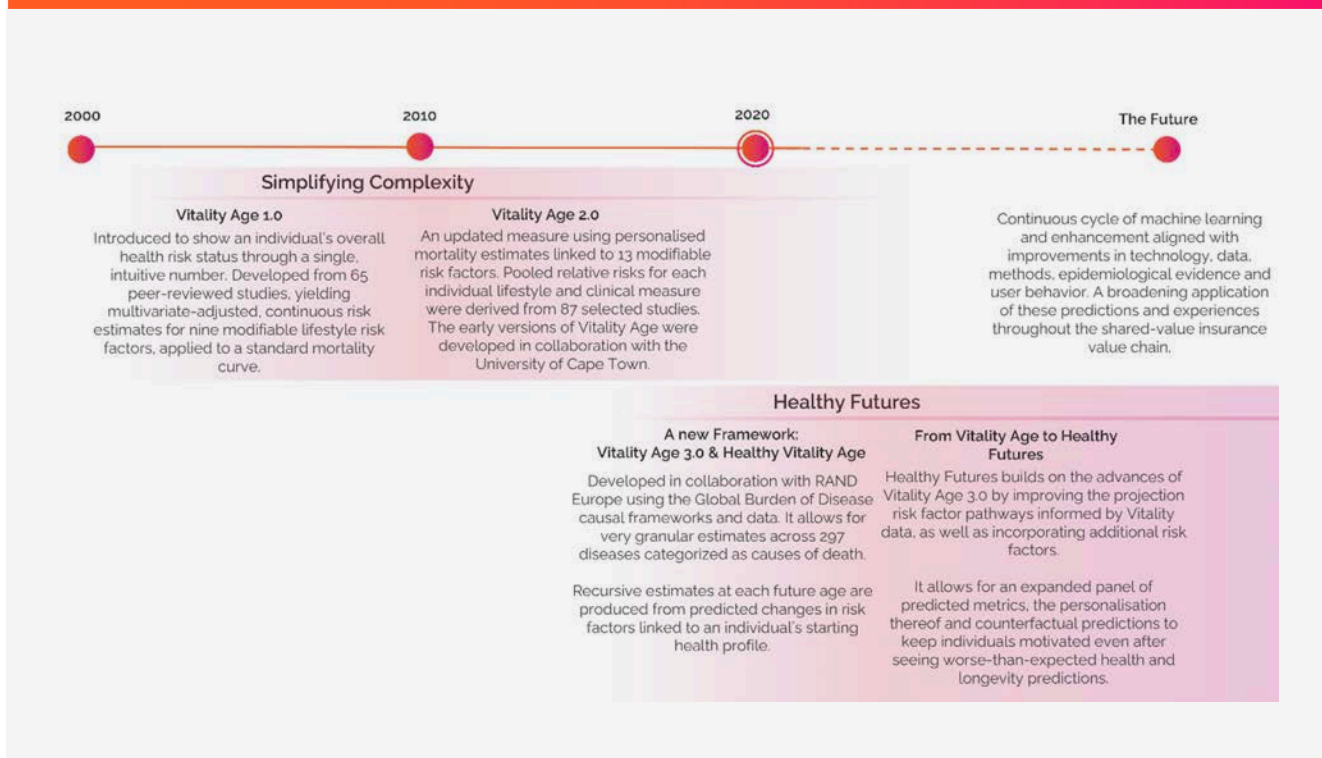 2000
2010
2020
The Future
Simplifying Complexity
Vitality Age 1.0
Introduced to show an individual's overall
health risk status through a single,
intuitive number. Developed from 65
peer-reviewed studies, yielding
multivariate-adjusted, continuous risk
estimates for nine modifiable lifestyle risk
factors, applied to a standard mortality
curve.
Vitality Age 2.0
An updated measure using personalised
mortality estimates linked to 13 modifiable
risk factors. Pooled relative risks for each
individual lifestyle and clinical measure
were derived from 87 selected studies.
The early versions of Vitality Age were
developed in collaboration with the
University of Cape Town.
Continuous cycle of machine learning
and enhancement aligned with
improvements in technology, data,
methods, epidemiological evidence and
user behavior. A broadening application
of these predictions and experiences
throughout the shared-value insurance
value chain.
Healthy Futures
A new Framework:
Vitality Age 3.0 & Healthy Vitality Age
Developed in collaboration with RAND
Europe using the Global Burden of Disease
causal frameworks and data. It allows for
very granular estimates across 297
diseases categorized as causes of death.
Recursive estimates at each future age are
produced from predicted changes in risk
factors linked to an individual's starting
health profile.
From Vitality Age to Healthy
Futures
Healthy Futures builds on the advances of
Vitality Age 3.0 by improving the projection
risk factor pathways informed by Vitality
data, as well as incorporating additional risk
factors.
It allows for an expanded panel of
predicted metrics, the personalisation
thereof and counterfactual predictions to
keep individuals motivated even after
seeing worse-than-expected health and
longevity predictions.